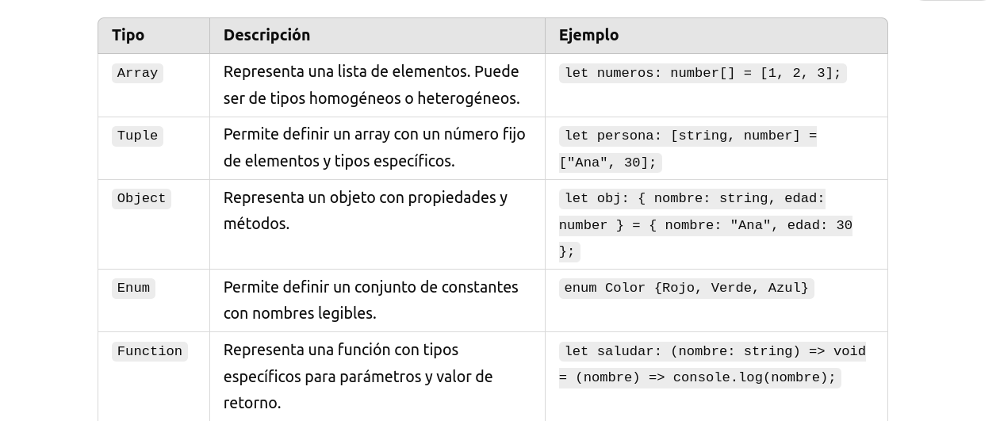 Tipo Descripción Ejemplo
Array Representa una lista de elementos. Puede let numeros: number[] = [1, 2, 3];
ser de tipos homogéneos o heterogéneos.
Tuple Permite definir un array con un número fijo let persona: [string, number] =
de elementos y tipos específicos. ["Ana", 30];
Object Representa un objeto con propiedades y let obj: { nombre: string, edad:
métodos. number } = { nombre: "Ana", edad: 30
};
Enum Permite definir un conjunto de constantes enum Color {Rojo, Verde, Azul}
con nombres legibles.
Function Representa una función con tipos let saludar: (nombre: string) => void
específicos para parámetros y valor de = (nombre) => console.log(nombre);
retorno.